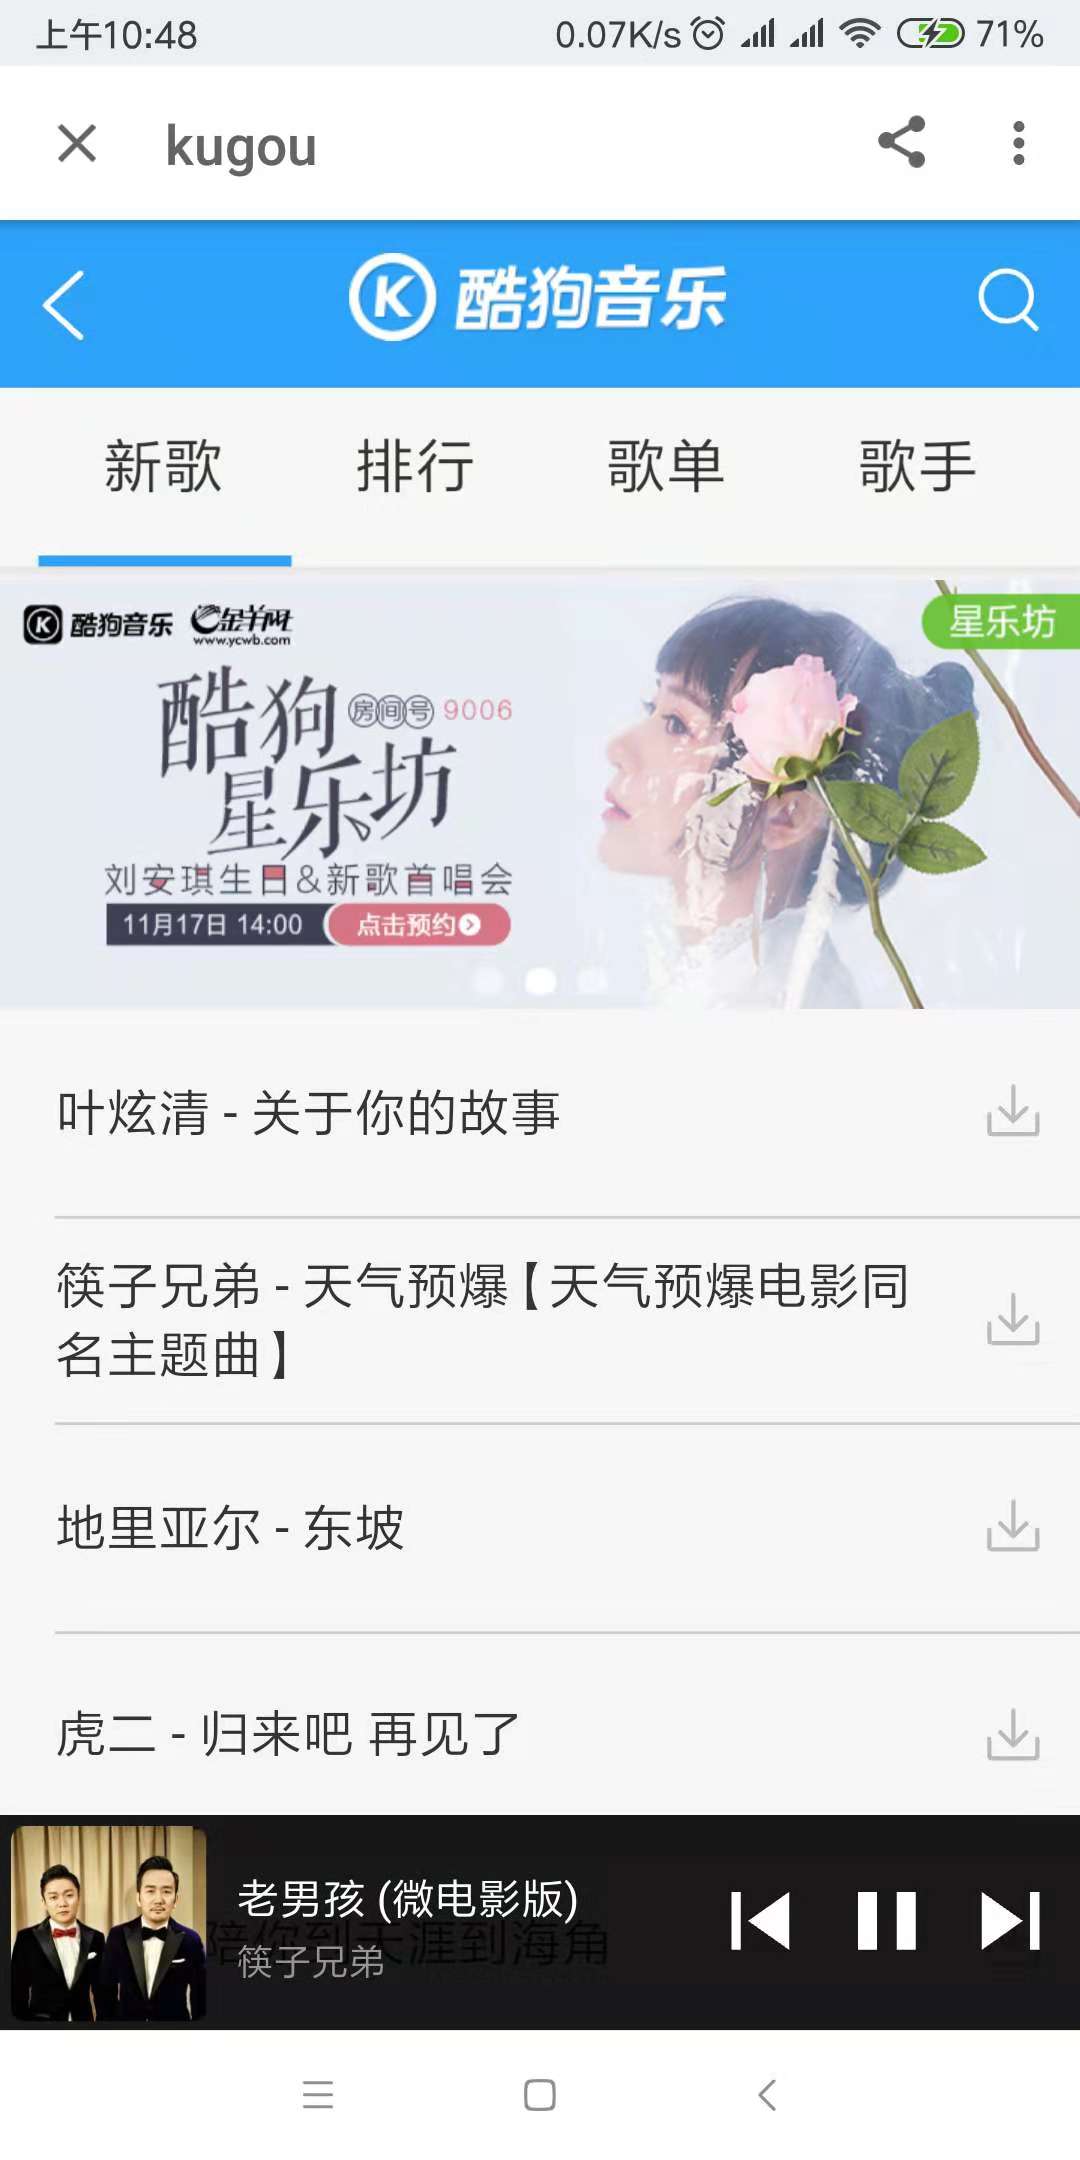 上午10:48
0.07K/s
71%
kugou
酷狗音乐
新歌
排行
歌单
歌手
酷狗音乐
金羊网
www.ycwb.com
星乐坊
酷狗
房间号 9006
星乐坊
刘安琪生日&新歌首唱会
11月17日 14:00
点击预约
叶炫清 - 关于你的故事
筷子兄弟 - 天气预爆【天气预爆电影同
名主题曲】
地里亚尔 - 东坡
虎二 - 归来吧 再见了
老男孩 (微电影版)
陪你到天涯到海角
筷子兄弟